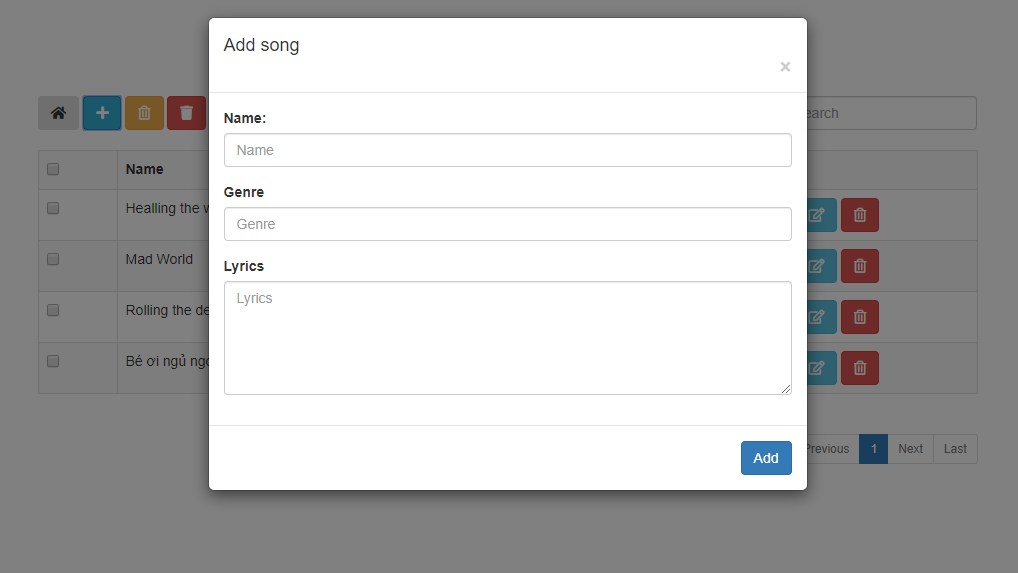 Add song
×
Name:
Name
Genre
Genre
Lyrics
Lyrics
Add
earch
Name
Healling the
Mad World
Rolling the de
Bé ơi ngủ ng
Previous
1
Next
Last